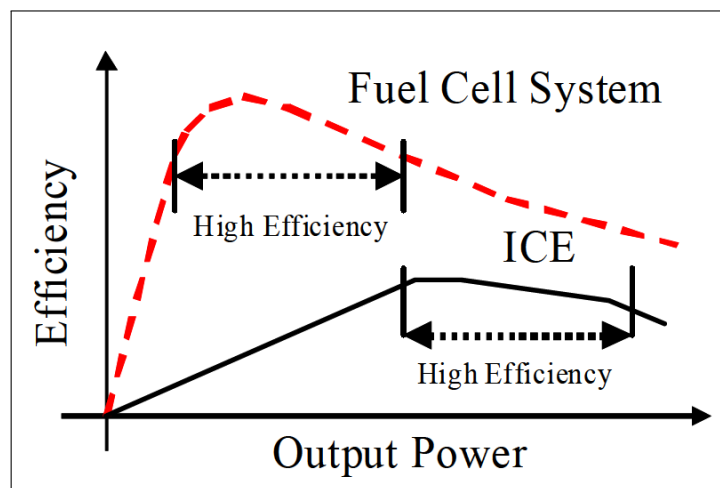 Fuel Cell System
High Efficiency
ICE
High Efficiency
Efficiency
Output Power